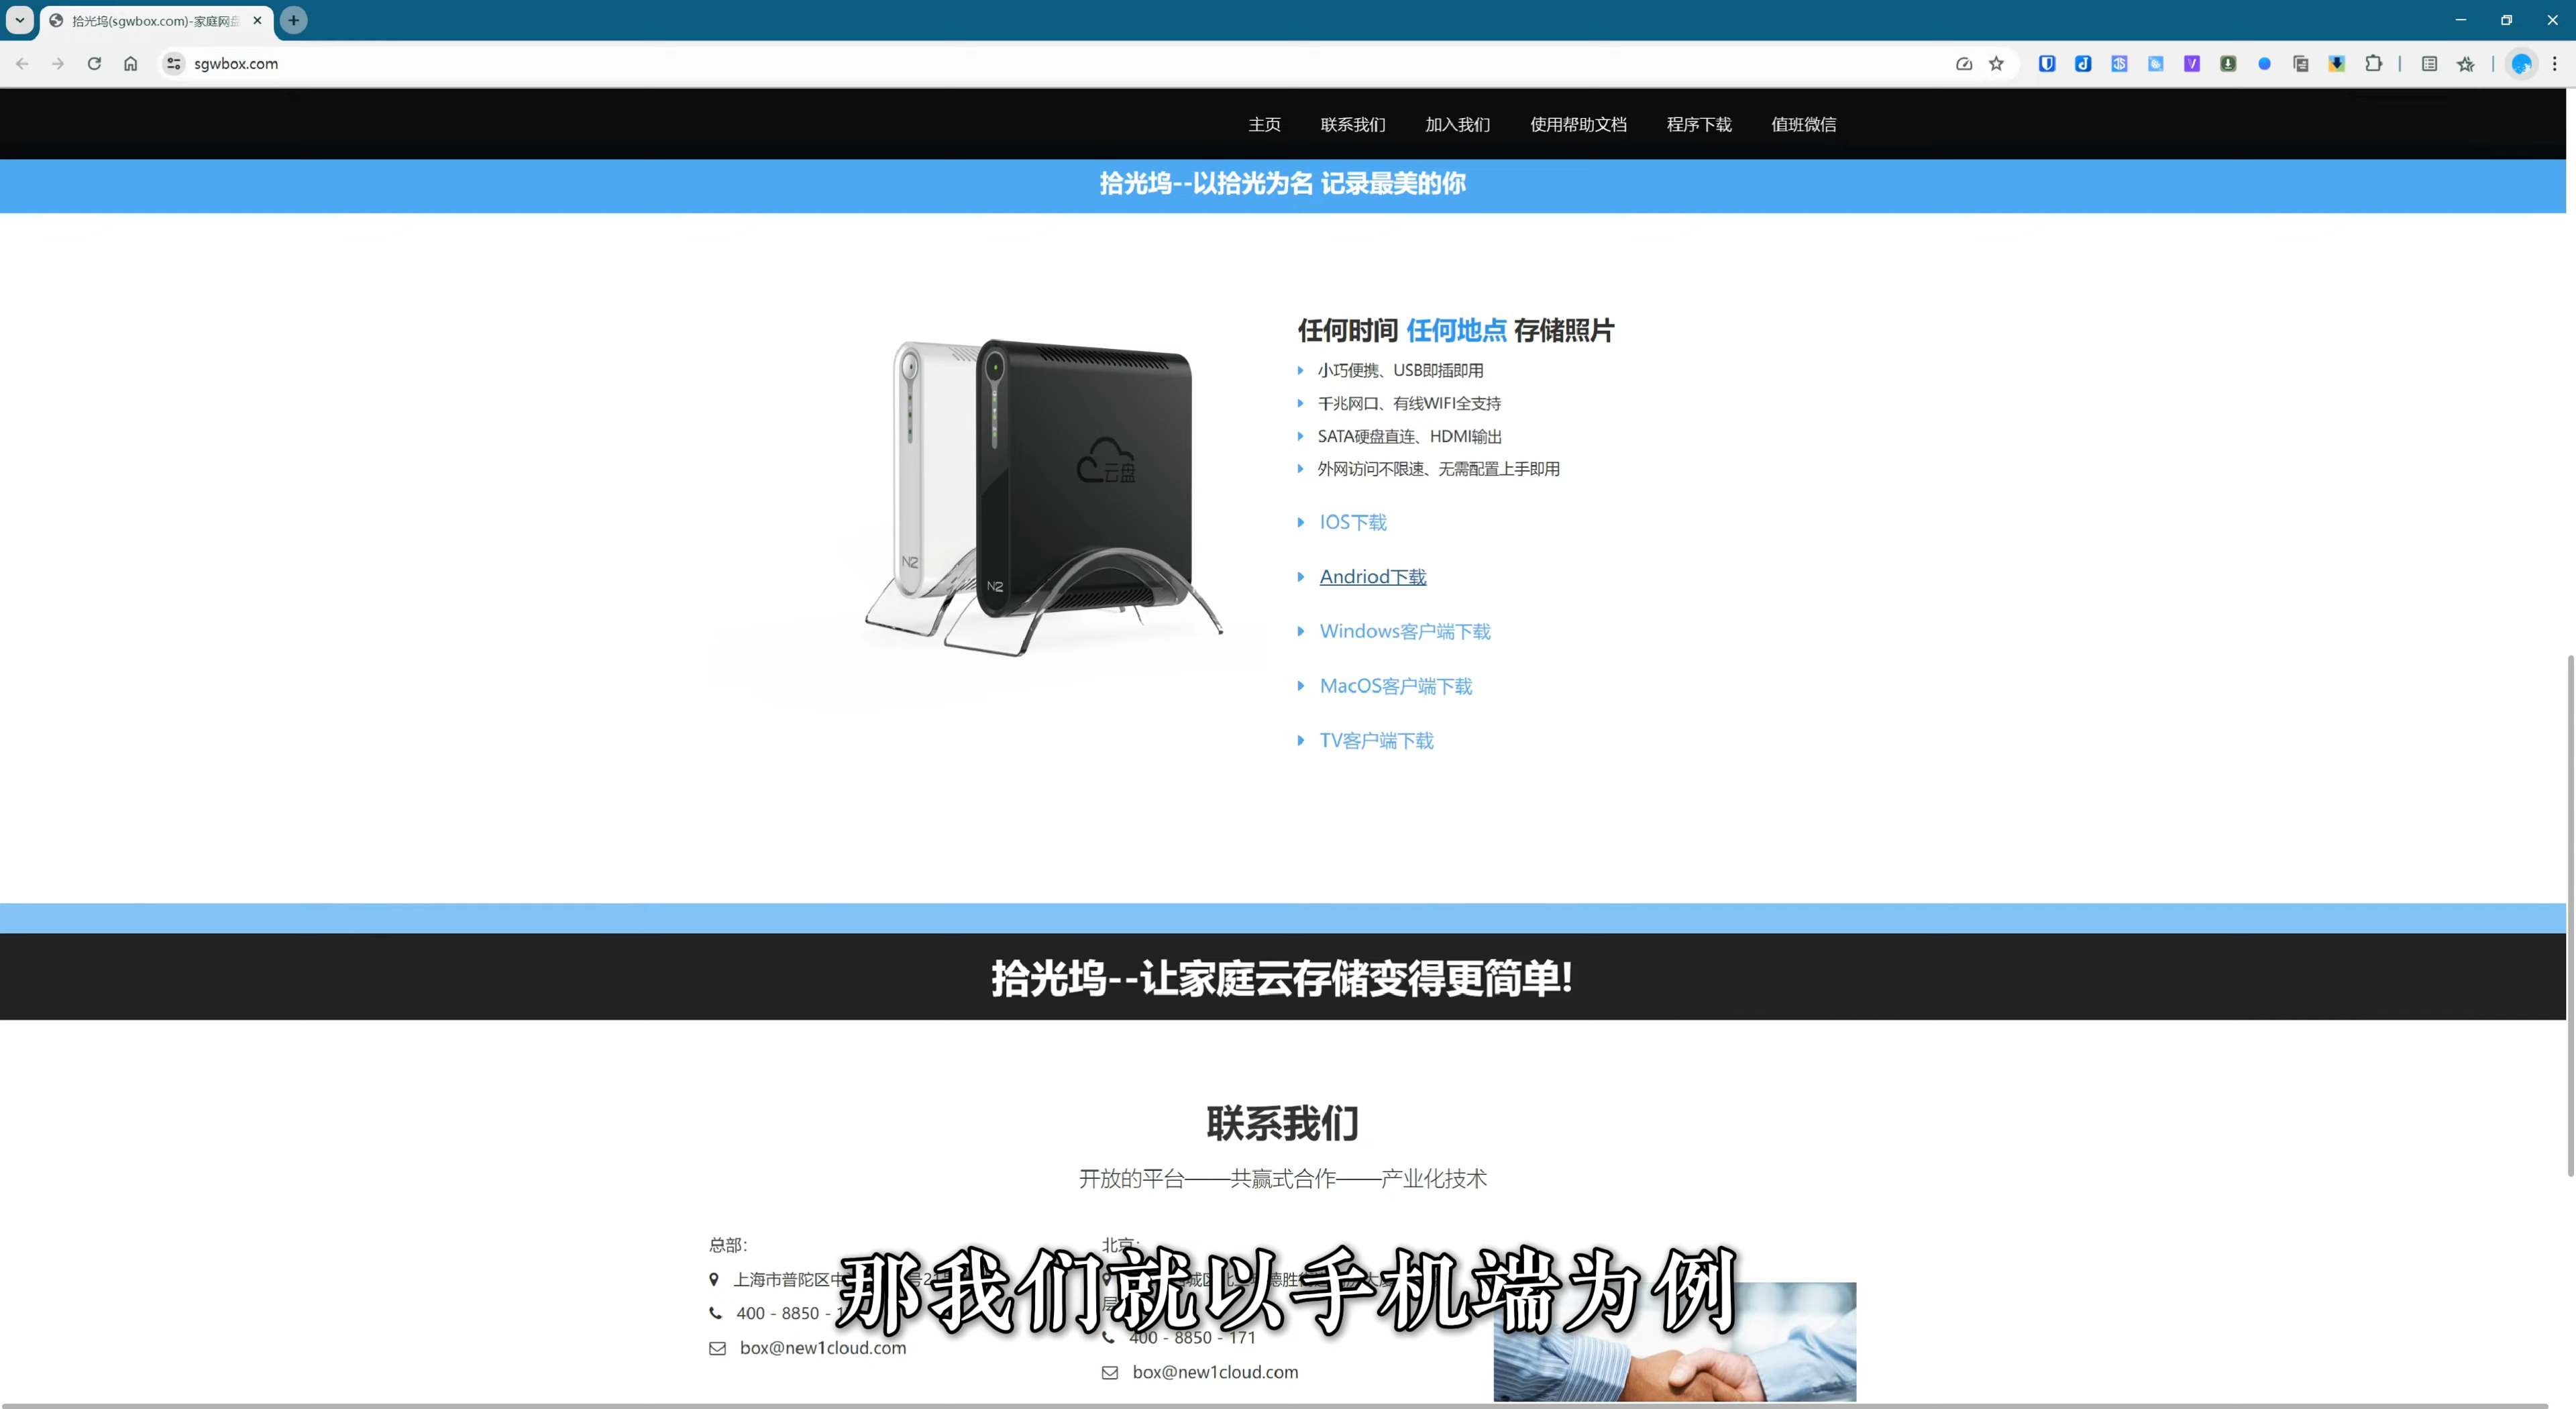 拾光坞(sgwbox.com)-家庭网盘
sgwbox.com
主页 联系我们 加入我们 使用帮助文档 程序下载 值班微信
拾光坞--以拾光为名 记录最美的你
任何时间 任何地点 存储照片
小巧便携、USB即插即用
千兆网口、有线WIFI全支持
SATA硬盘直连、HDMI输出
外网访问不限速、无需配置上手即用
云盘
N2
N2
IOS下载
Andriod下载
Windows客户端下载
MacOS客户端下载
TV客户端下载
拾光坞--让家庭云存储变得更简单!
联系我们
开放的平台——共赢式合作——产业化技术
总部:
上海市普陀区中
400 - 8850 -
box@new1cloud.com
北京:
400 - 8850 - 171
box@new1cloud.com
那我们就以手机端为例